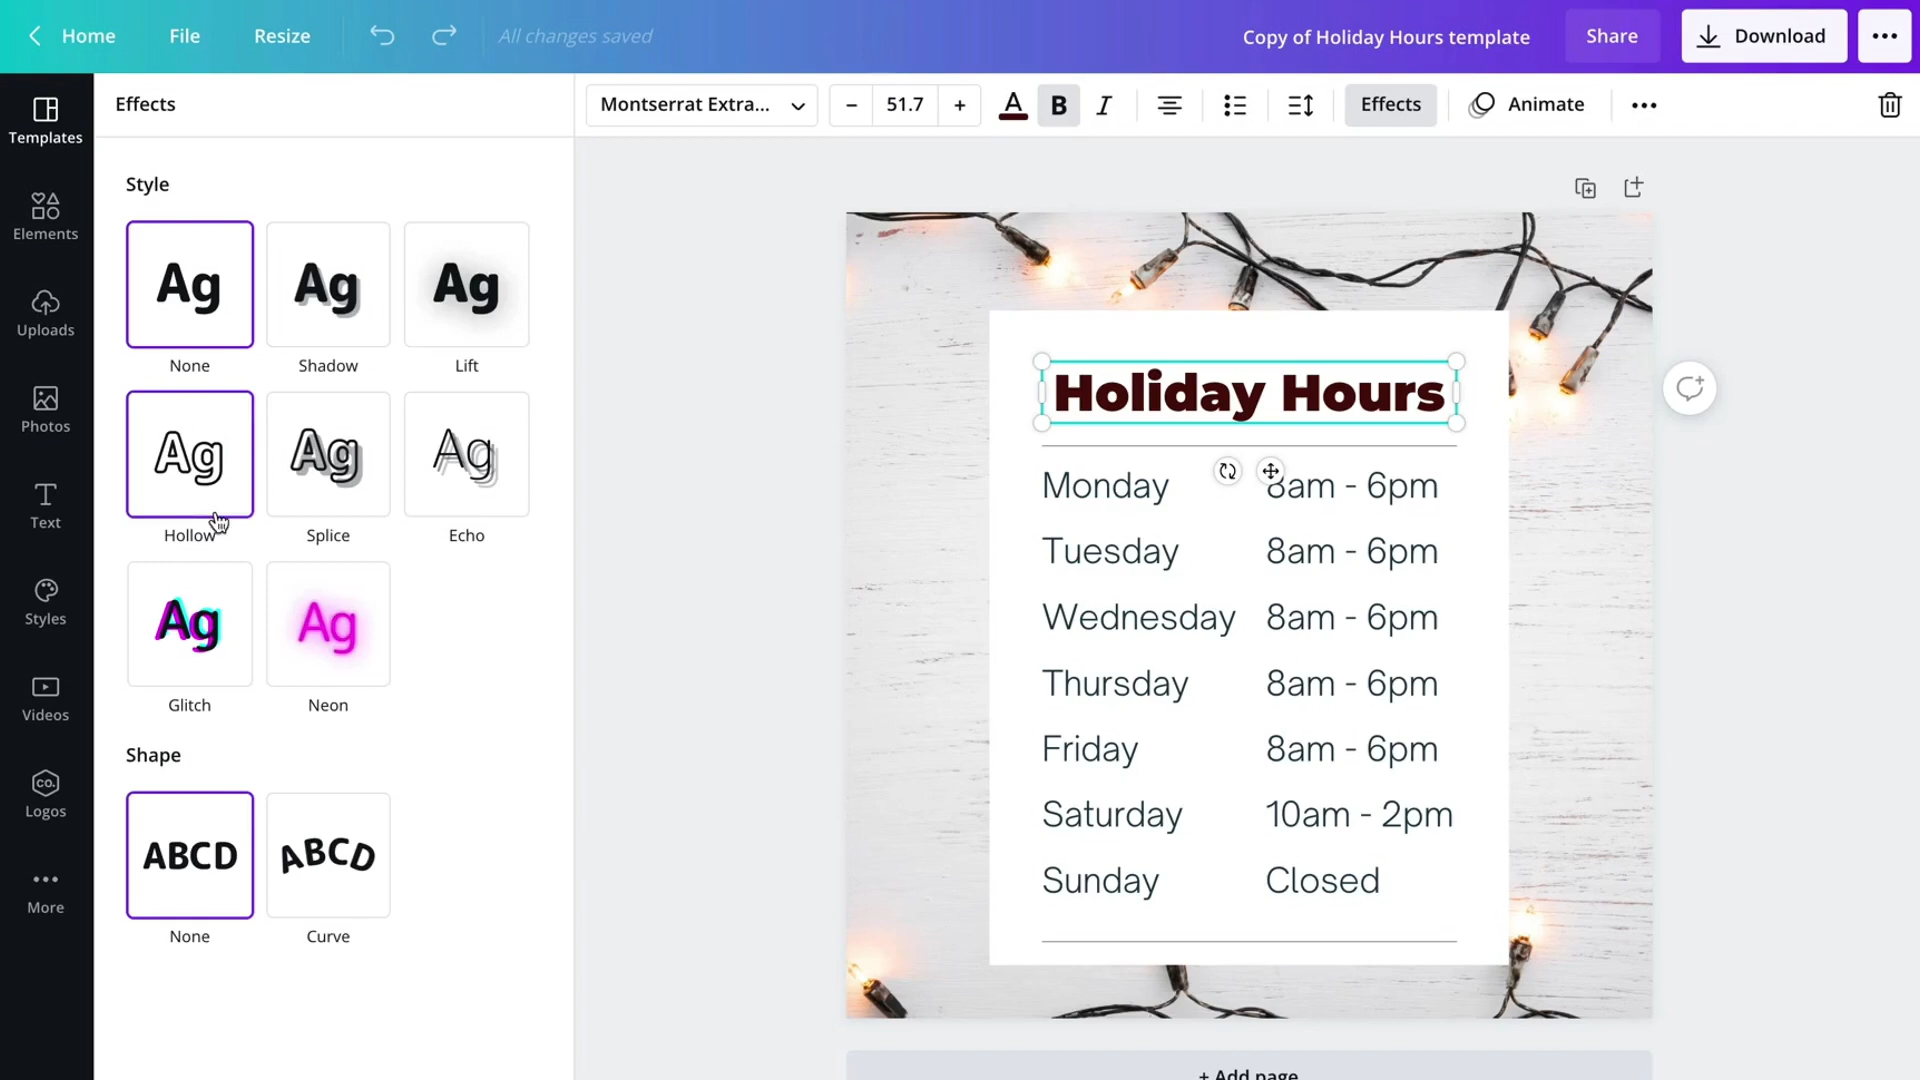 Home File Resize All changes saved Copy of Holiday Hours template Share Download
Templates
Elements
Uploads
Photos
Text
Styles
Videos
co.
Logos
More
Effects
Style
Ag Ag Ag
None Shadow Lift
Ag Ag Ag
Hollow Splice Echo
Ag Ag
Glitch Neon
Shape
ABCD ABCD
None Curve
Montserrat Extra... − 51.7 + A B I Effects Animate
Holiday Hours
Monday 8am - 6pm
Tuesday 8am - 6pm
Wednesday 8am - 6pm
Thursday 8am - 6pm
Friday 8am - 6pm
Saturday 10am - 2pm
Sunday Closed
+ Add page